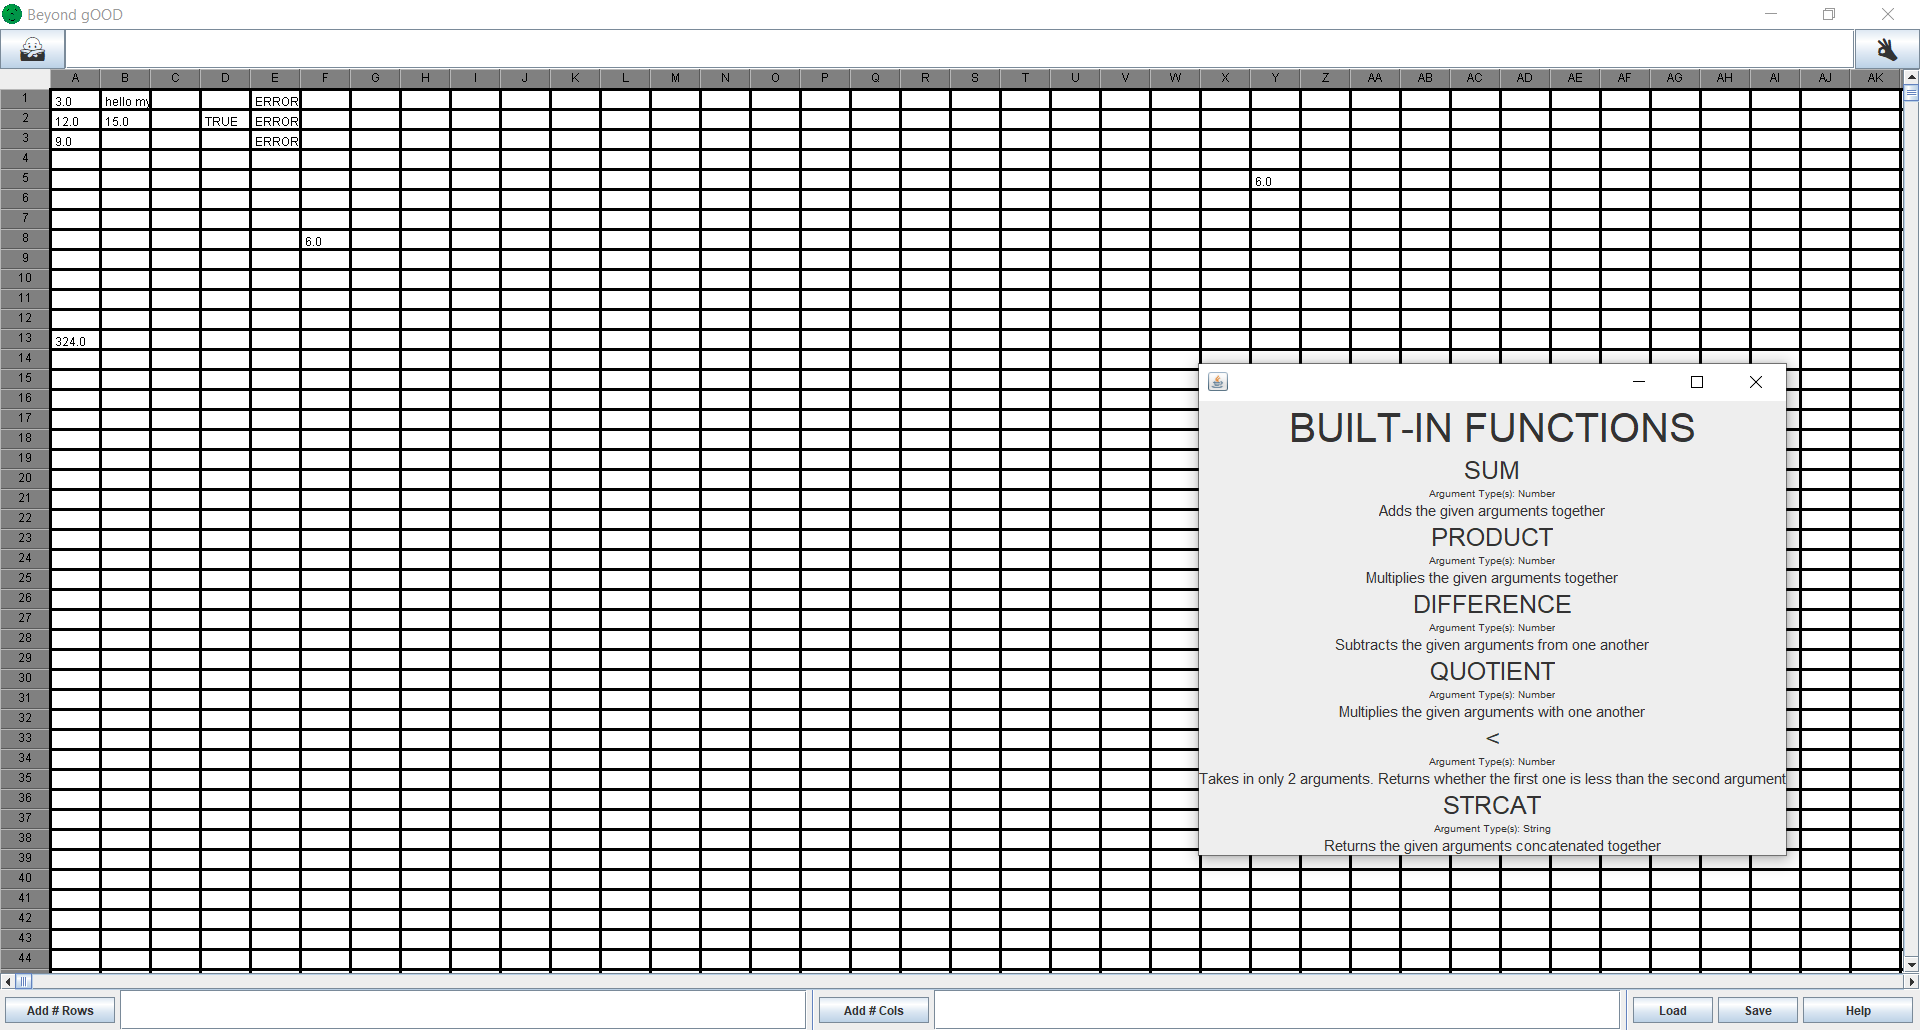 Beyond gOOD
A B C D E F G H I J K L M N O P Q R S T U V W X Y Z AA AB AC AD AE AF AG AH AI AJ AK
1 3.0 hello my ERROR
2 12.0 15.0 TRUE ERROR
3 9.0 ERROR
4
5 6.0
6
7
8 6.0
9
10
11
12
13 324.0
14
15
16
17
18
19
20
21
22
23
24
25
26
27
28
29
30
31
32
33
34
35
36
37
38
39
40
41
42
43
44
BUILT-IN FUNCTIONS
SUM
Argument Type(s): Number
Adds the given arguments together
PRODUCT
Argument Type(s): Number
Multiplies the given arguments together
DIFFERENCE
Argument Type(s): Number
Subtracts the given arguments from one another
QUOTIENT
Argument Type(s): Number
Multiplies the given arguments with one another
<
Argument Type(s): Number
Takes in only 2 arguments. Returns whether the first one is less than the second argument
STRCAT
Argument Type(s): String
Returns the given arguments concatenated together
Add # Rows Add # Cols Load Save Help